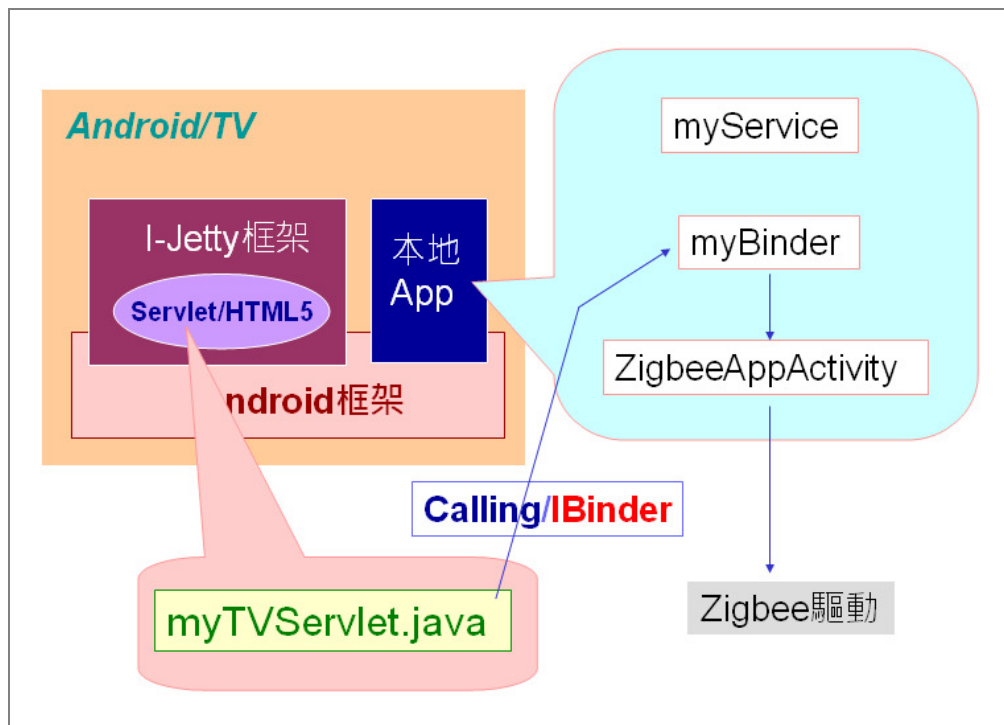 Android/TV
I-Jetty框架
Servlet/HTML5
本地
App
ndroid框架
myService
myBinder
ZigbeeAppActivity
Calling/IBinder
myTVServlet.java
Zigbee驅動